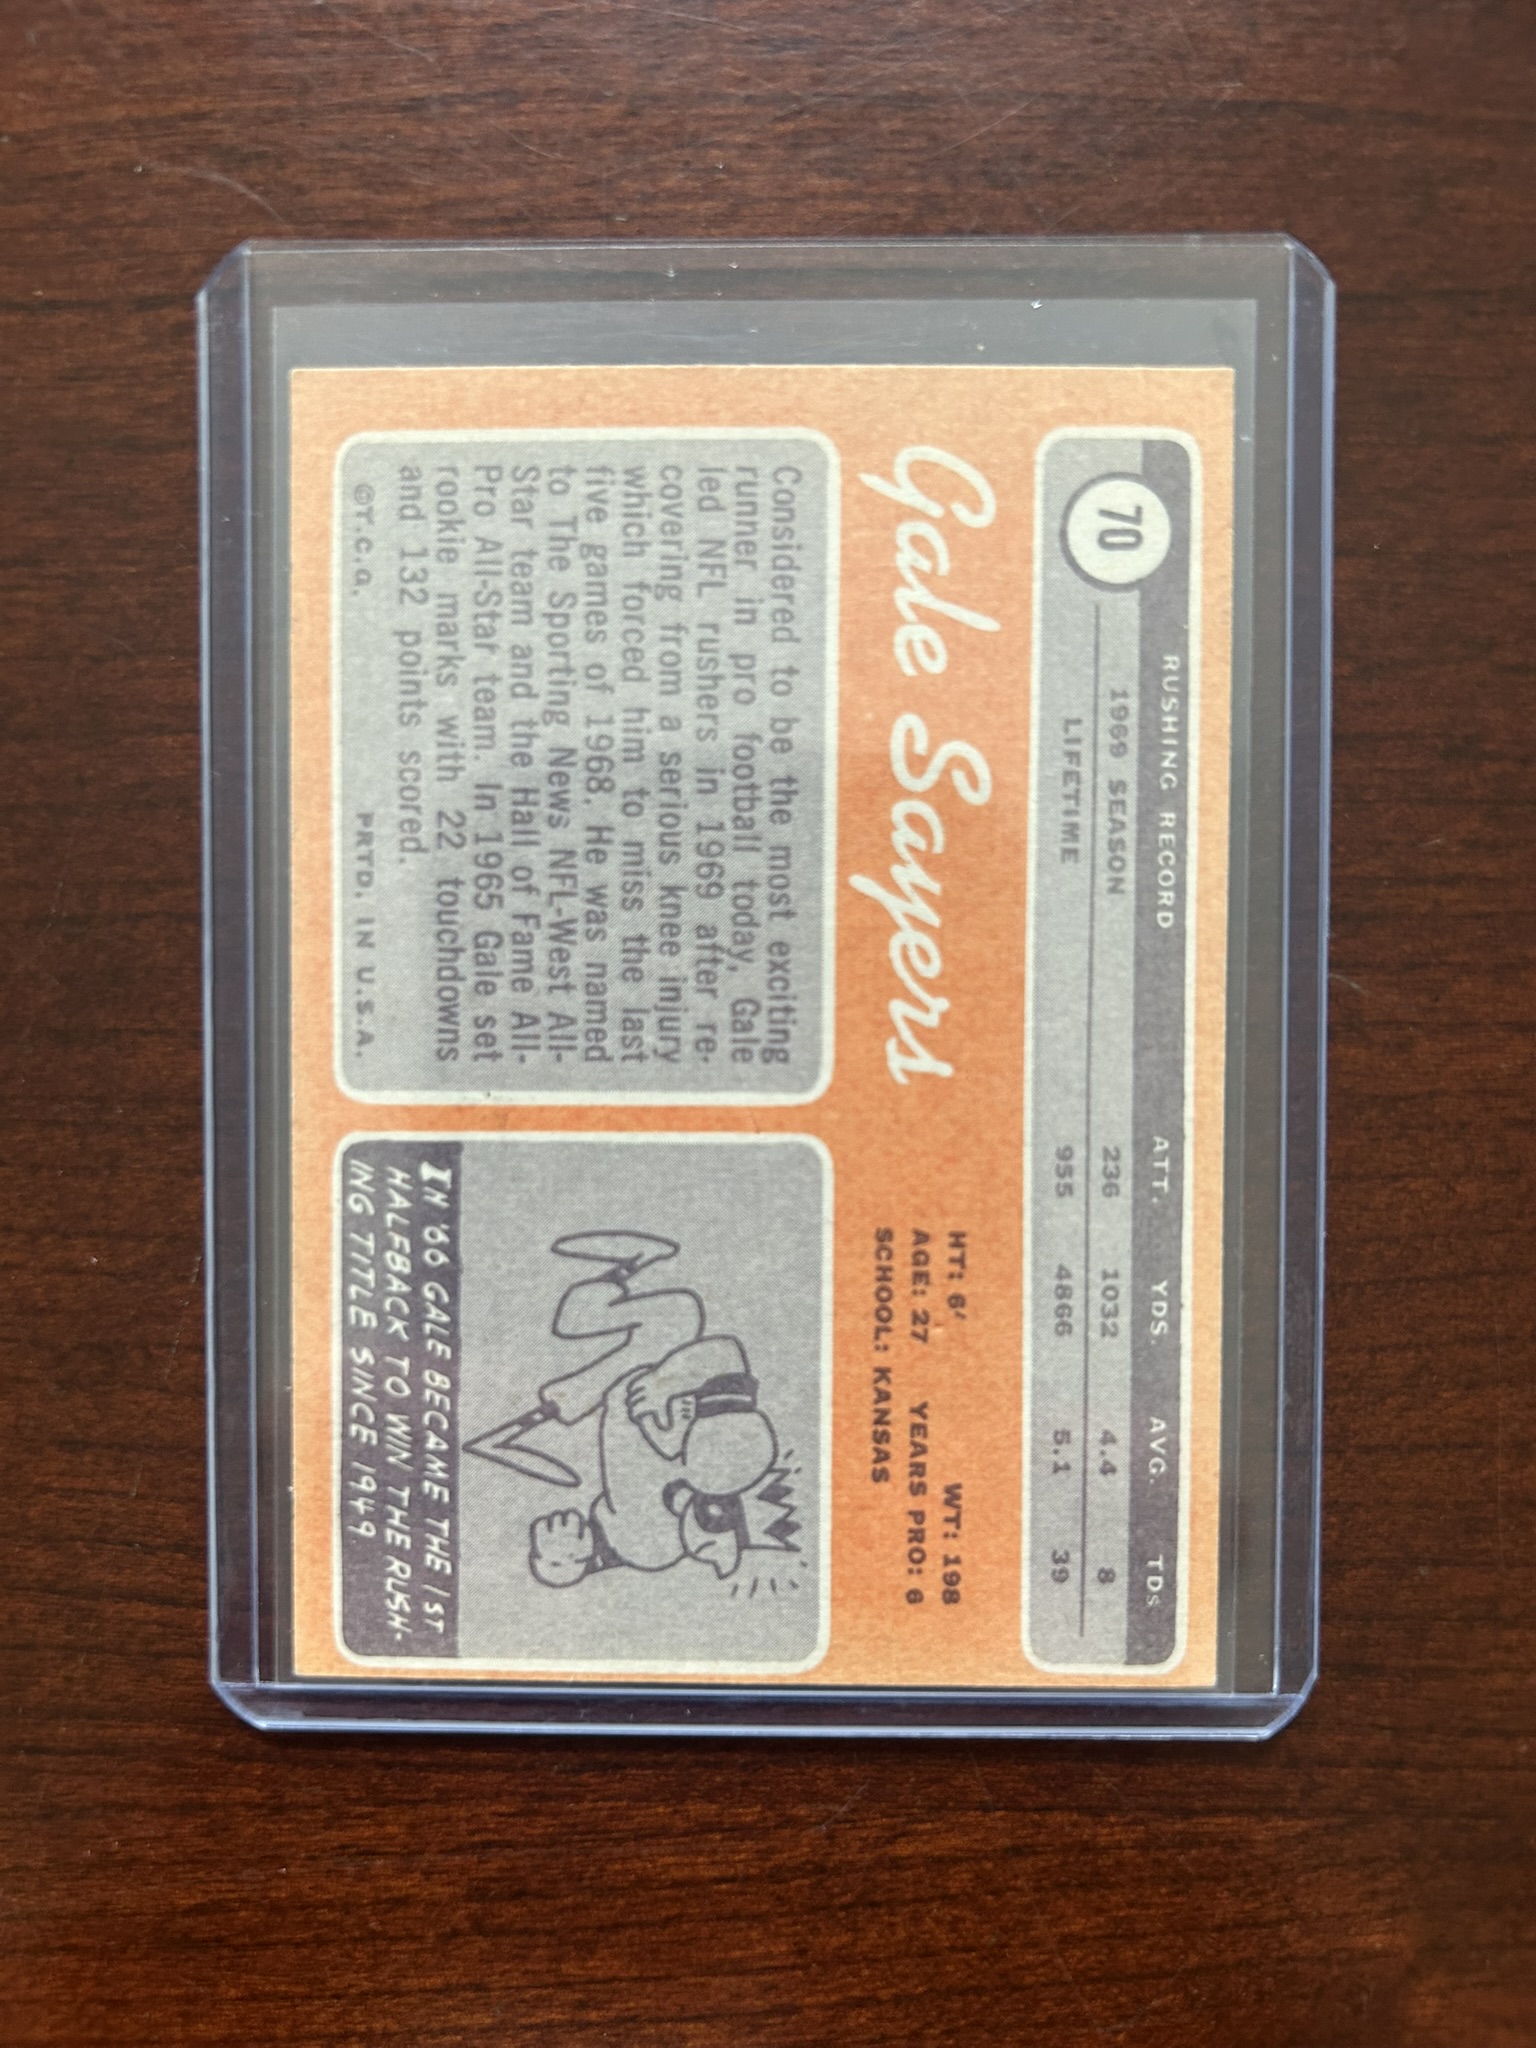 70
RUSHING RECORD ATT. YDS. AVG. TDS.
1969 SEASON 236 1032 4.4 8
LIFETIME 955 4866 5.1 39
Gale Sayers
HT: 6' WT: 198
AGE: 27 YEARS PRO: 6
SCHOOL: KANSAS
Considered to be the most exciting
runner in pro football today, Gale
led NFL rushers in 1969 after re-
covering from a serious knee injury
which forced him to miss the last
five games of 1968. He was named
to The Sporting News NFL-West All-
Star team and the Hall of Fame All-
Pro All-Star team. In 1965 Gale set
rookie marks with 22 touchdowns
and 132 points scored.
©T.C.G. PRTD. IN U.S.A.
IN '66 GALE BECAME THE 1ST
HALFBACK TO WIN THE RUSH-
ING TITLE SINCE 1949.